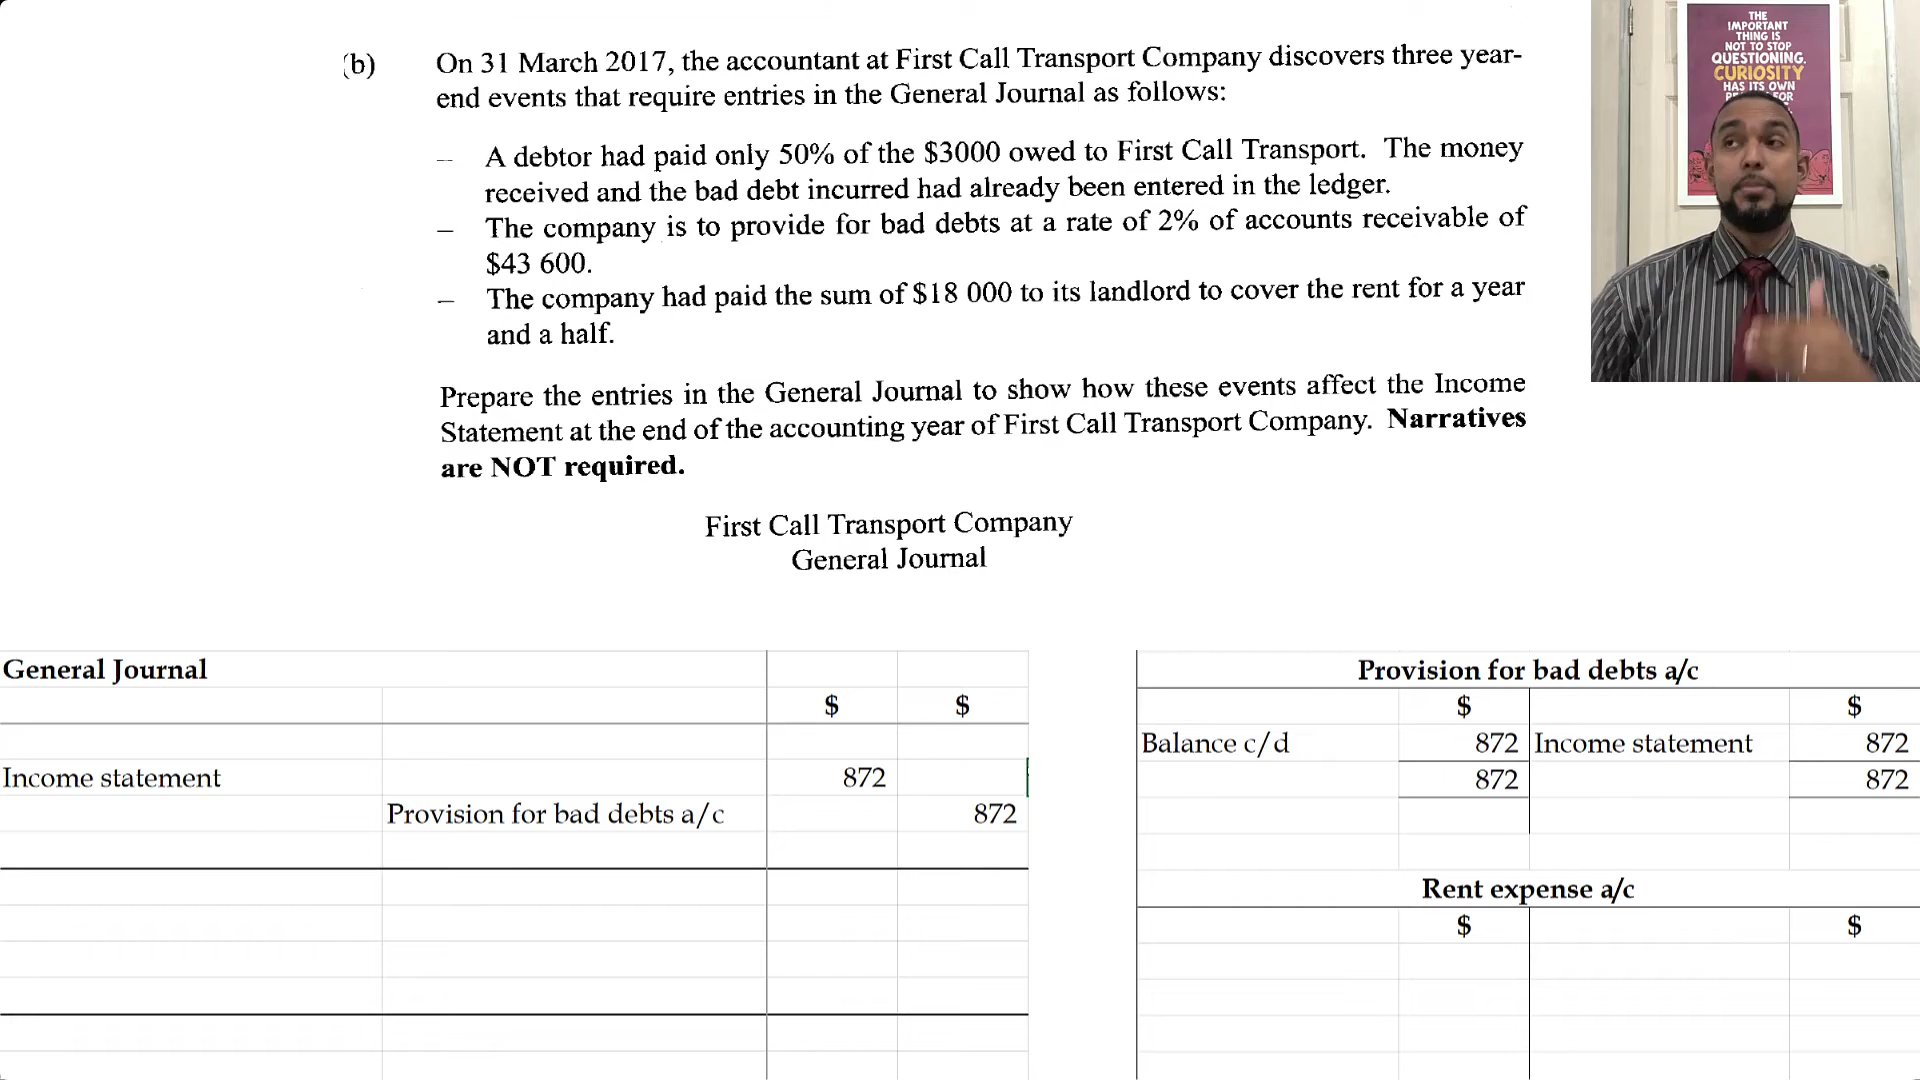 (b) On 31 March 2017, the accountant at First Call Transport Company discovers three year-
end events that require entries in the General Journal as follows:
– A debtor had paid only 50% of the $3000 owed to First Call Transport. The money
received and the bad debt incurred had already been entered in the ledger.
– The company is to provide for bad debts at a rate of 2% of accounts receivable of
$43 600.
– The company had paid the sum of $18 000 to its landlord to cover the rent for a year
and a half.
Prepare the entries in the General Journal to show how these events affect the Income
Statement at the end of the accounting year of First Call Transport Company. Narratives
are NOT required.
First Call Transport Company
General Journal
THE
IMPORTANT
THING IS
NOT TO STOP
QUESTIONING.
CURIOSITY
HAS ITS OWN
FOR
General Journal
$ $
Income statement 872
Provision for bad debts a/c 872
Provision for bad debts a/c
$ $
Balance c/d 872 Income statement 872
872 872
Rent expense a/c
$ $